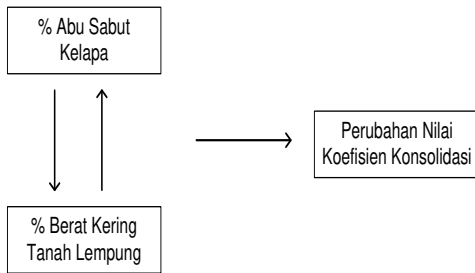 % Abu Sabut
Kelapa
Perubahan Nilai
Koefisien Konsolidasi
% Berat Kering
Tanah Lempung